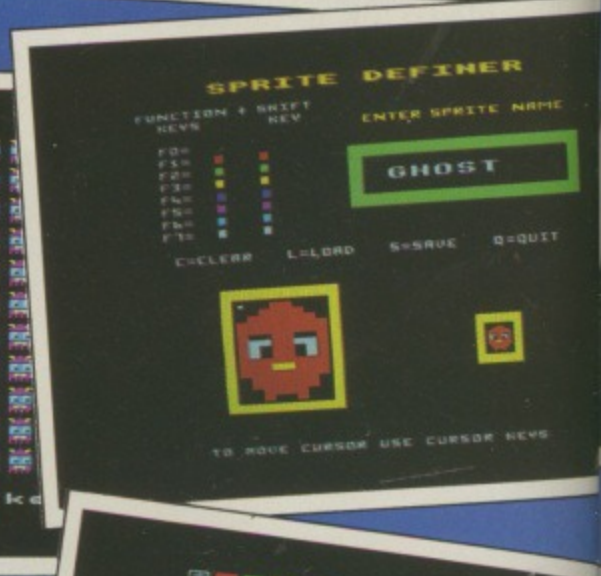 SPRITE DEFINER
FUNCTION + SHIFT
KEYS KEY
ENTER SPRITE NAME
F0=
F1=
F2=
F3=
F4=
F5=
F6=
F7=
GHOST
C=CLEAR L=LOAD S=SAVE Q=QUIT
TO MOVE CURSOR USE CURSOR KEYS